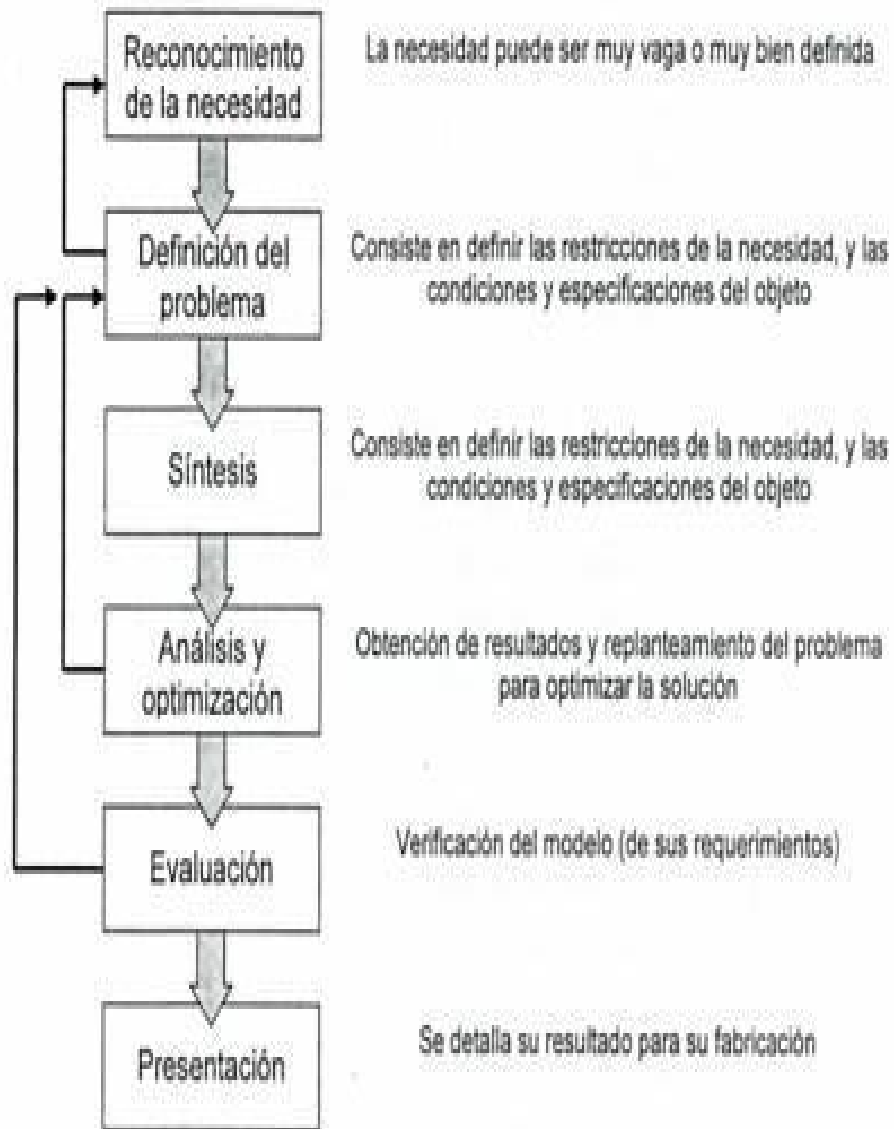 Reconocimiento
de la necesidad
La necesidad puede ser muy vaga o muy bien definida
Definición del
problema
Consiste en definir las restricciones de la necesidad, y las
condiciones y especificaciones del objeto
Síntesis
Consiste en definir las restricciones de la necesidad, y las
condiciones y especificaciones del objeto
Análisis y
optimización
Obtención de resultados y replanteamiento del problema
para optimizar la solución
Evaluación
Verificación del modelo (de sus requerimientos)
Presentación
Se detalla su resultado para su fabricación